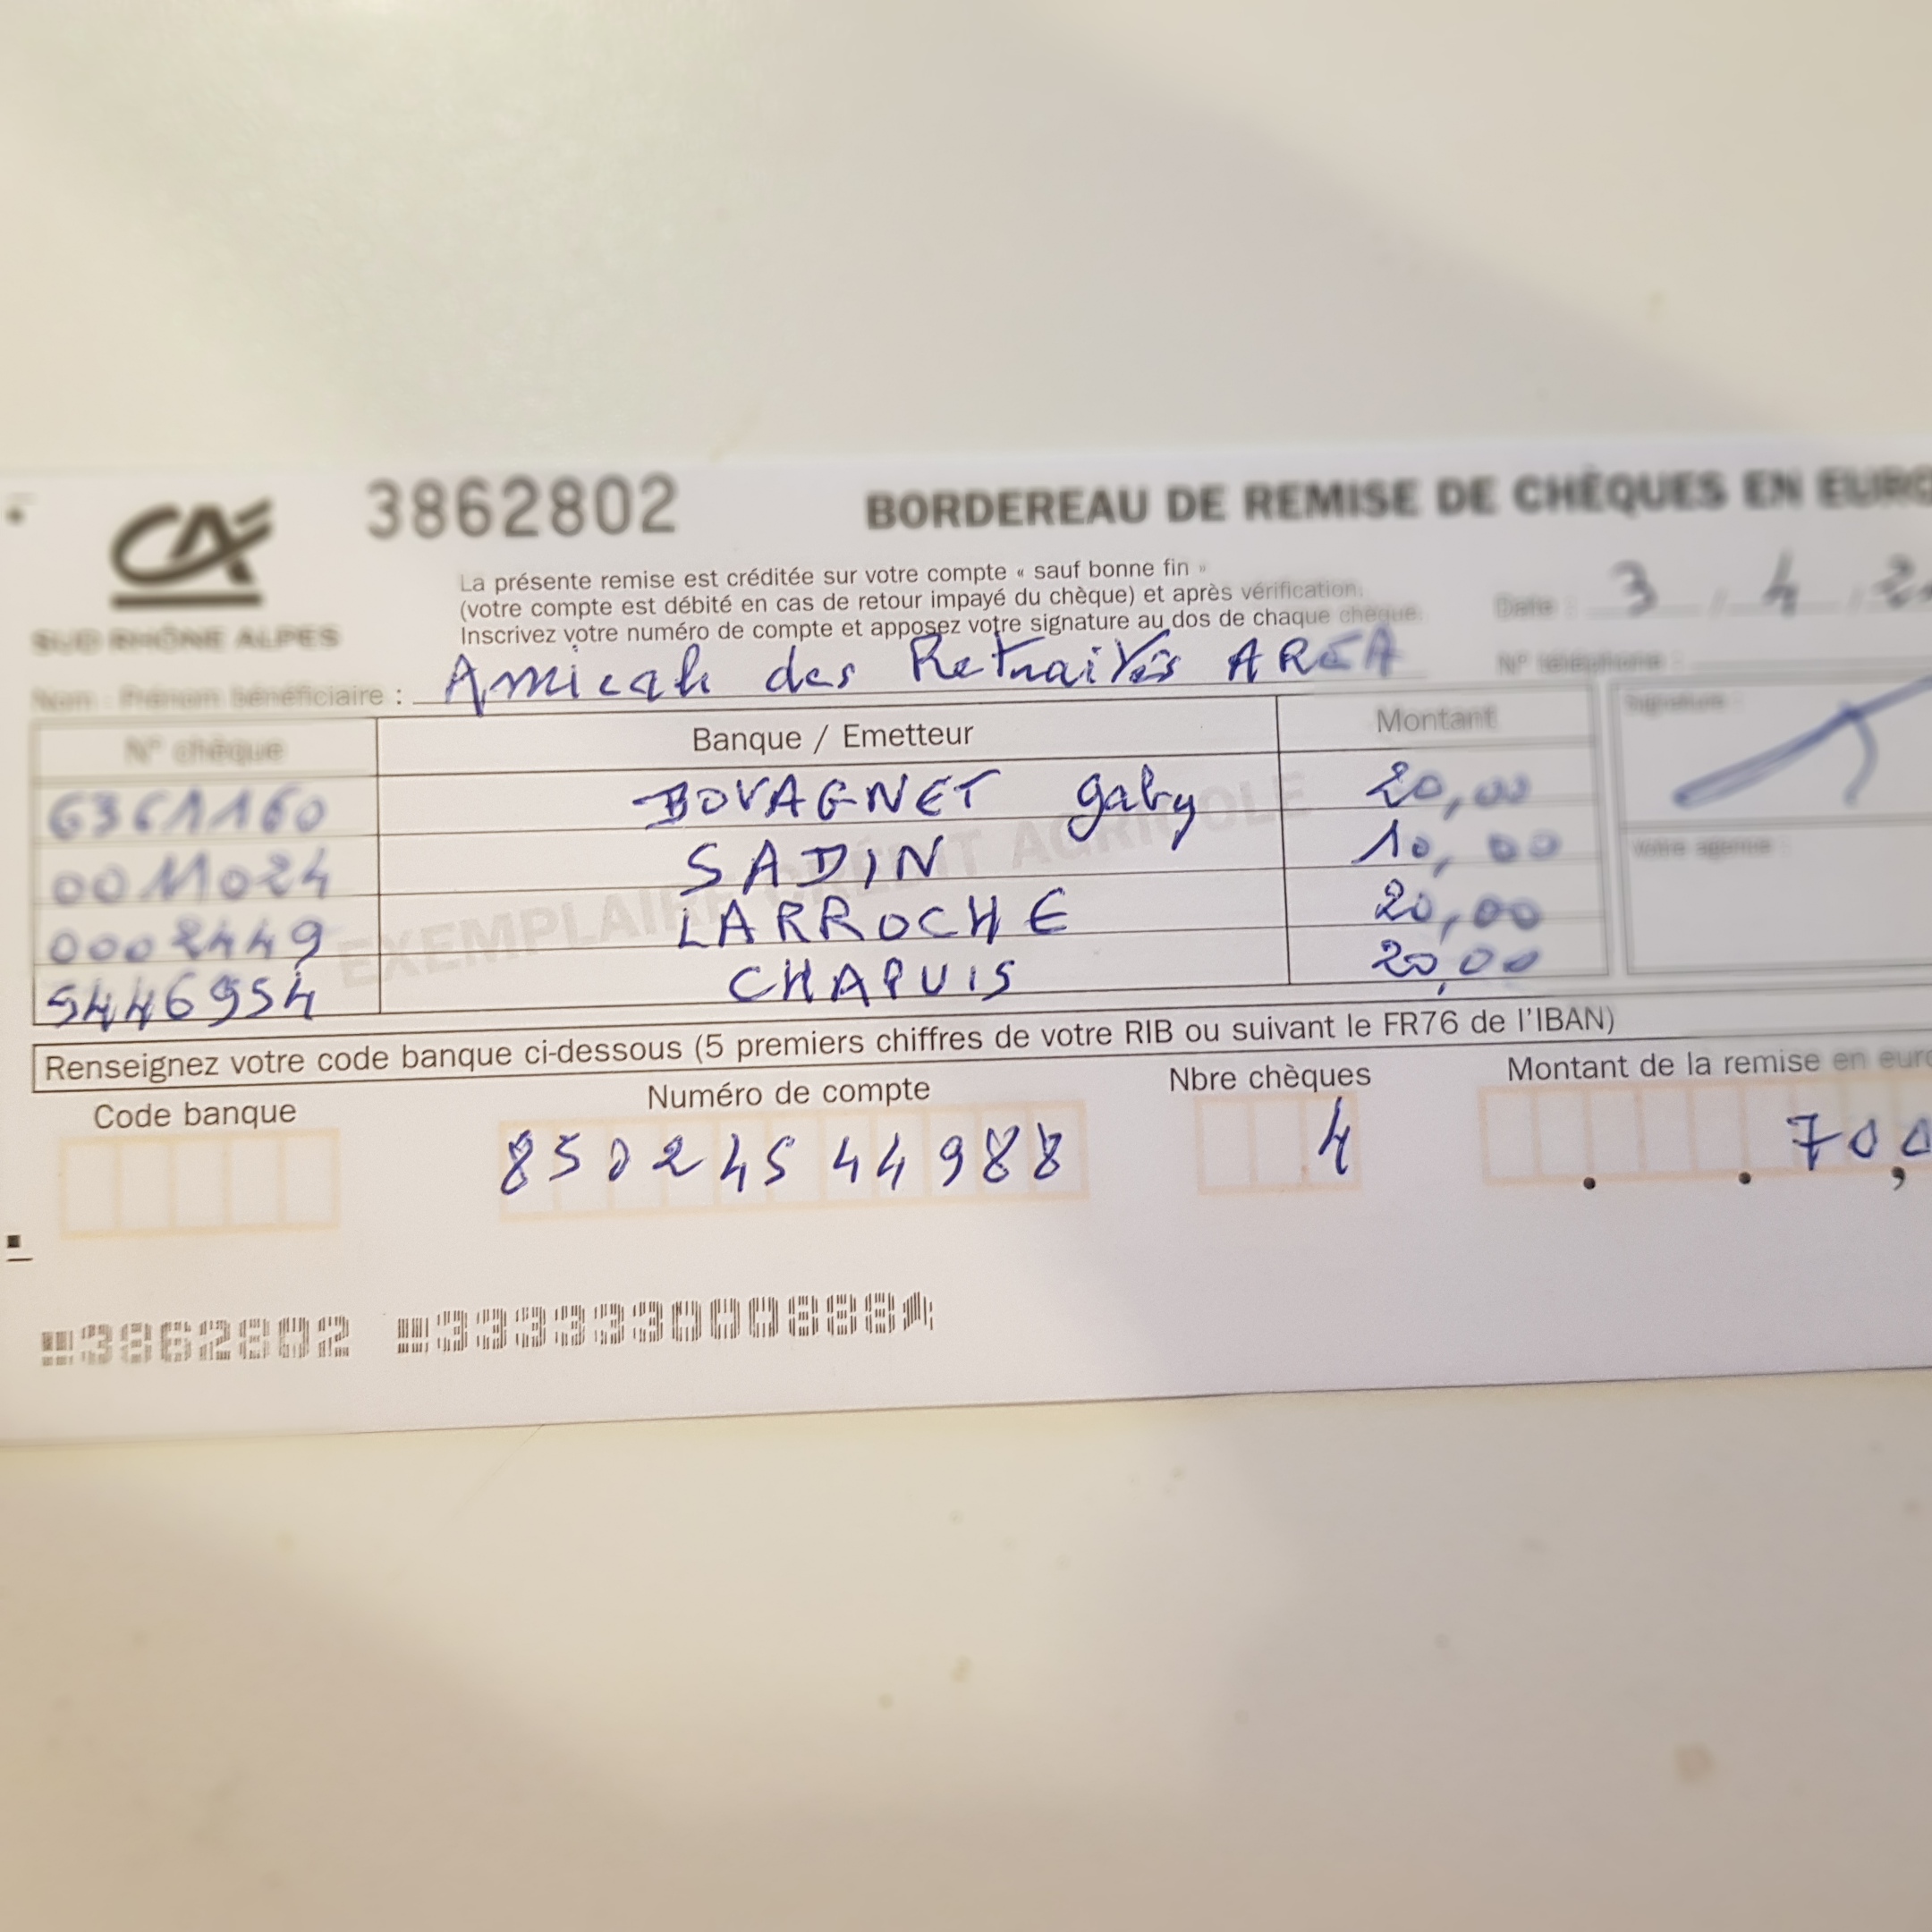 CA
3862802
BORDEREAU DE REMISE DE CHÈQUES EN EURO
SUD RHÔNE ALPES
La présente remise est créditée sur votre compte « sauf bonne fin »
(votre compte est débité en cas de retour impayé du chèque) et après vérification.
Inscrivez votre numéro de compte et apposez votre signature au dos de chaque chèque.
Date : 3 / 4 /
N° téléphone :
Nom - Prénom bénéficiaire : Amicale des Retraités AREA
N° chèque Banque / Emetteur Montant Signature :
6361160 BOVAGNET gaby 20,00
0011024 SADIN 10,00
Votre agence :
0002449 LARROCHE 20,00
5446954 CHAPUIS 20,00
EXEMPLAIRE CRÉDIT AGRICOLE
Renseignez votre code banque ci-dessous (5 premiers chiffres de votre RIB ou suivant le FR76 de l'IBAN)
Code banque Numéro de compte Nbre chèques Montant de la remise en euro
85024544988 4 70,0
3862802 333333000888